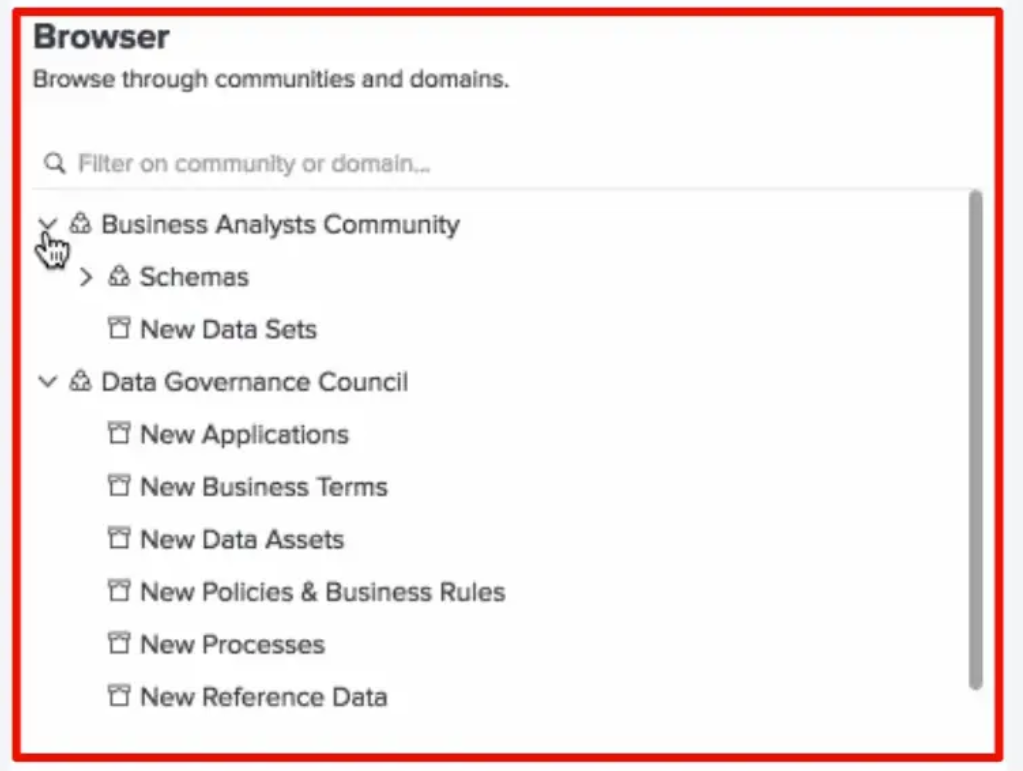 Browser
Browse through communities and domains.
Filter on community or domain...
Business Analysts Community
Schemas
New Data Sets
Data Governance Council
New Applications
New Business Terms
New Data Assets
New Policies & Business Rules
New Processes
New Reference Data